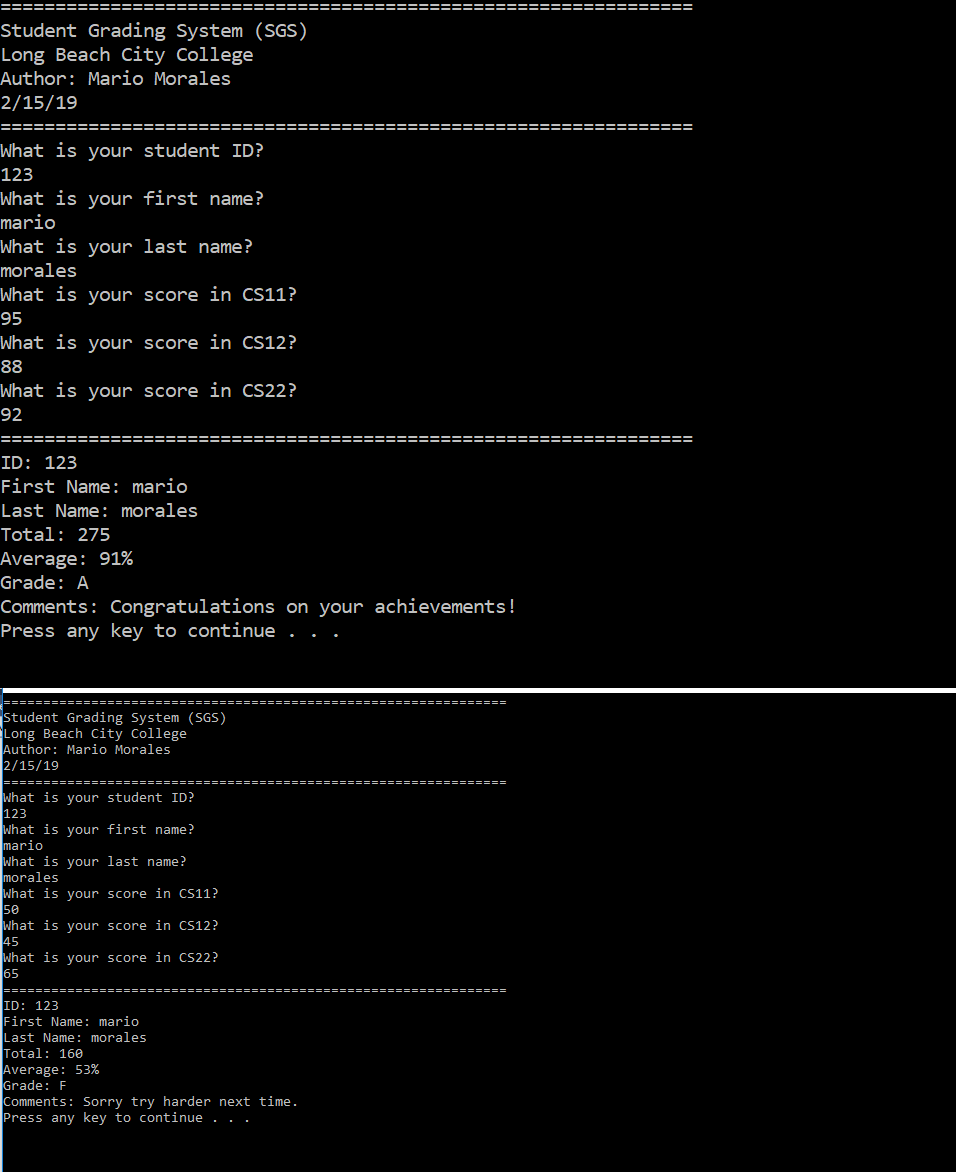 ===============================================================
Student Grading System (SGS)
Long Beach City College
Author: Mario Morales
2/15/19
===============================================================
What is your student ID?
123
What is your first name?
mario
What is your last name?
morales
What is your score in CS11?
95
What is your score in CS12?
88
What is your score in CS22?
92
===============================================================
ID: 123
First Name: mario
Last Name: morales
Total: 275
Average: 91%
Grade: A
Comments: Congratulations on your achievements!
Press any key to continue . . .
===============================================================
Student Grading System (SGS)
Long Beach City College
Author: Mario Morales
2/15/19
===============================================================
What is your student ID?
123
What is your first name?
mario
What is your last name?
morales
What is your score in CS11?
50
What is your score in CS12?
45
What is your score in CS22?
65
===============================================================
ID: 123
First Name: mario
Last Name: morales
Total: 160
Average: 53%
Grade: F
Comments: Sorry try harder next time.
Press any key to continue . . .